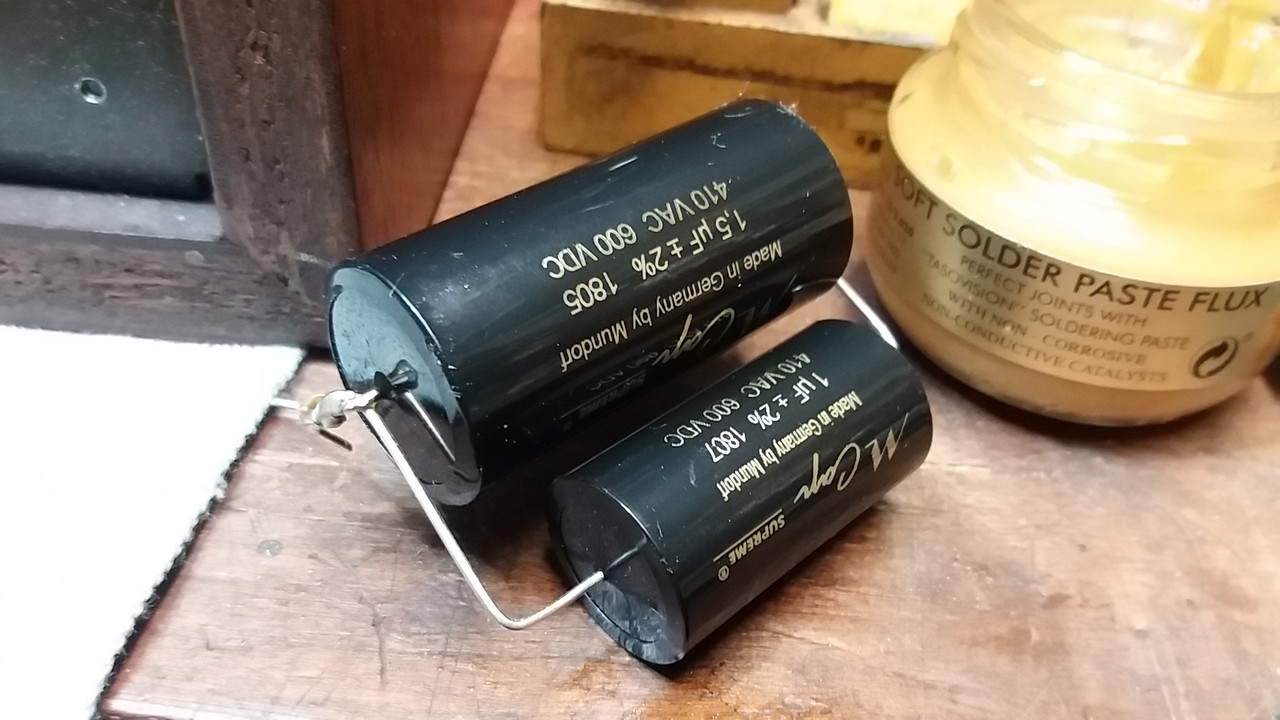 410 VAC 600 VDC
1,5 µF ± 2% 1805
Made in Germany by Mundorf
M Cap
SUPREME
410 VAC 600 VDC
1 µF ± 2% 1807
Made in Germany by Mundorf
M Cap
SUPREME ®
SOFT SOLDER PASTE FLUX
PERFECT JOINTS WITH
"TASOVISION" SOLDERING PASTE
WITH NON CORROSIVE
NON-CONDUCTIVE CATALYSTS